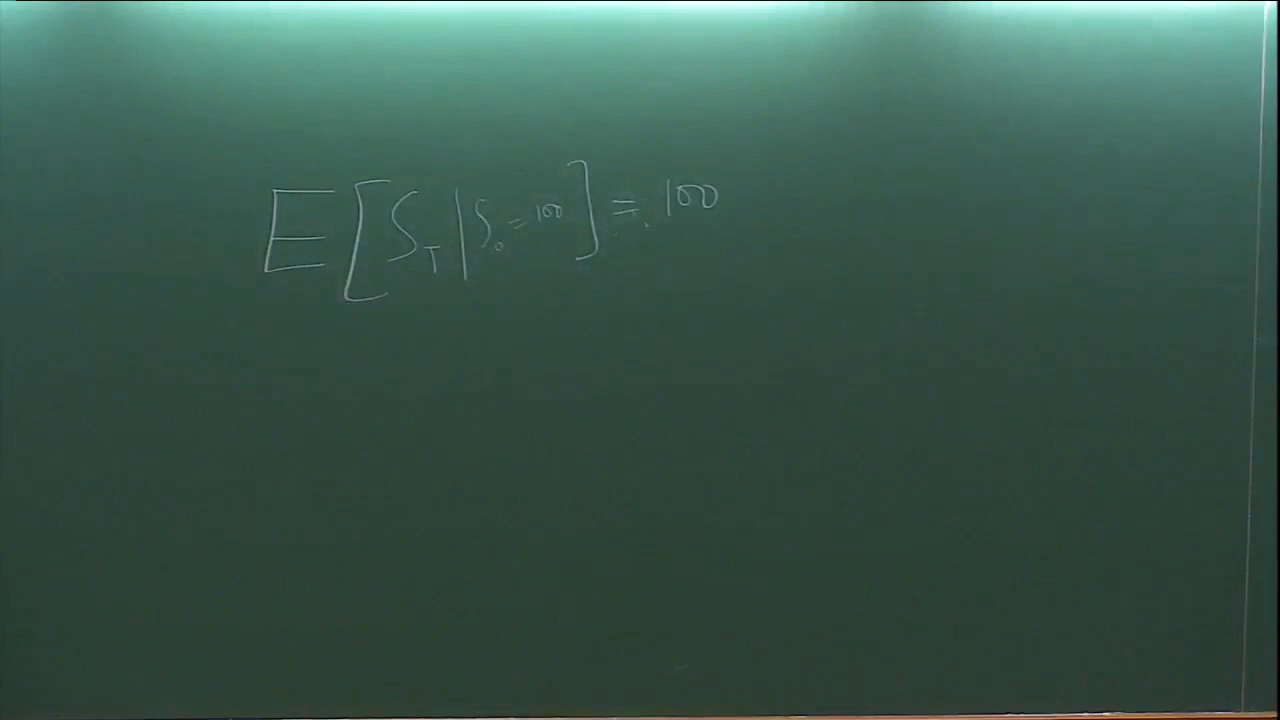 E[S_T | S_0 = 100] = 100